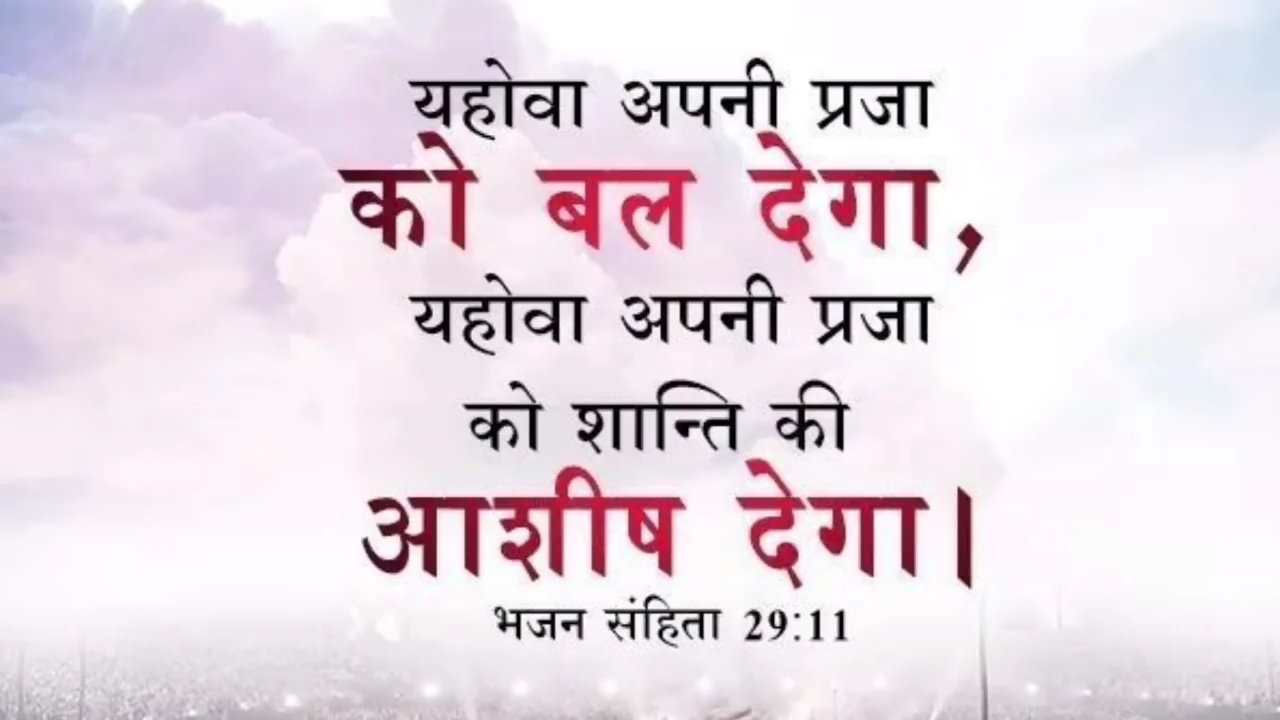 यहोवा अपनी प्रजा
को बल देगा,
यहोवा अपनी प्रजा
को शान्ति की
आशीष देगा।
भजन संहिता 29:11